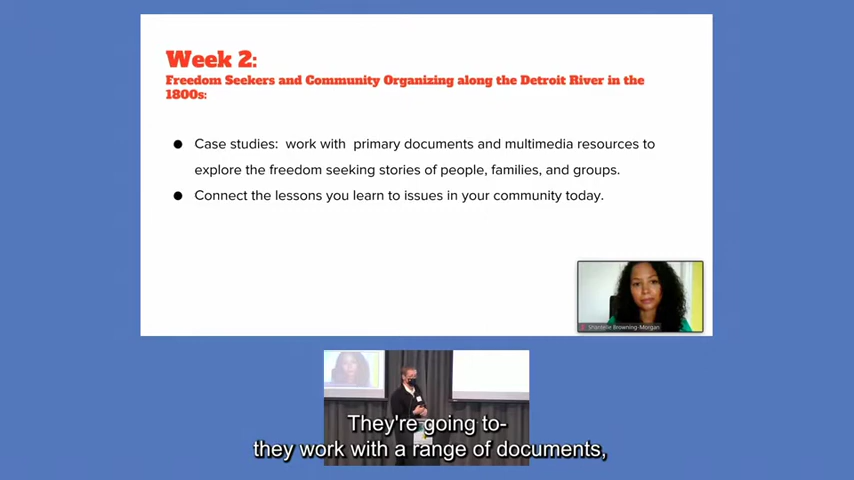 Week 2:
Freedom Seekers and Community Organizing along the Detroit River in the
1800s:
● Case studies: work with primary documents and multimedia resources to
explore the freedom seeking stories of people, families, and groups.
● Connect the lessons you learn to issues in your community today.
Shantelle Browning-Morgan
They're going to-
they work with a range of documents,